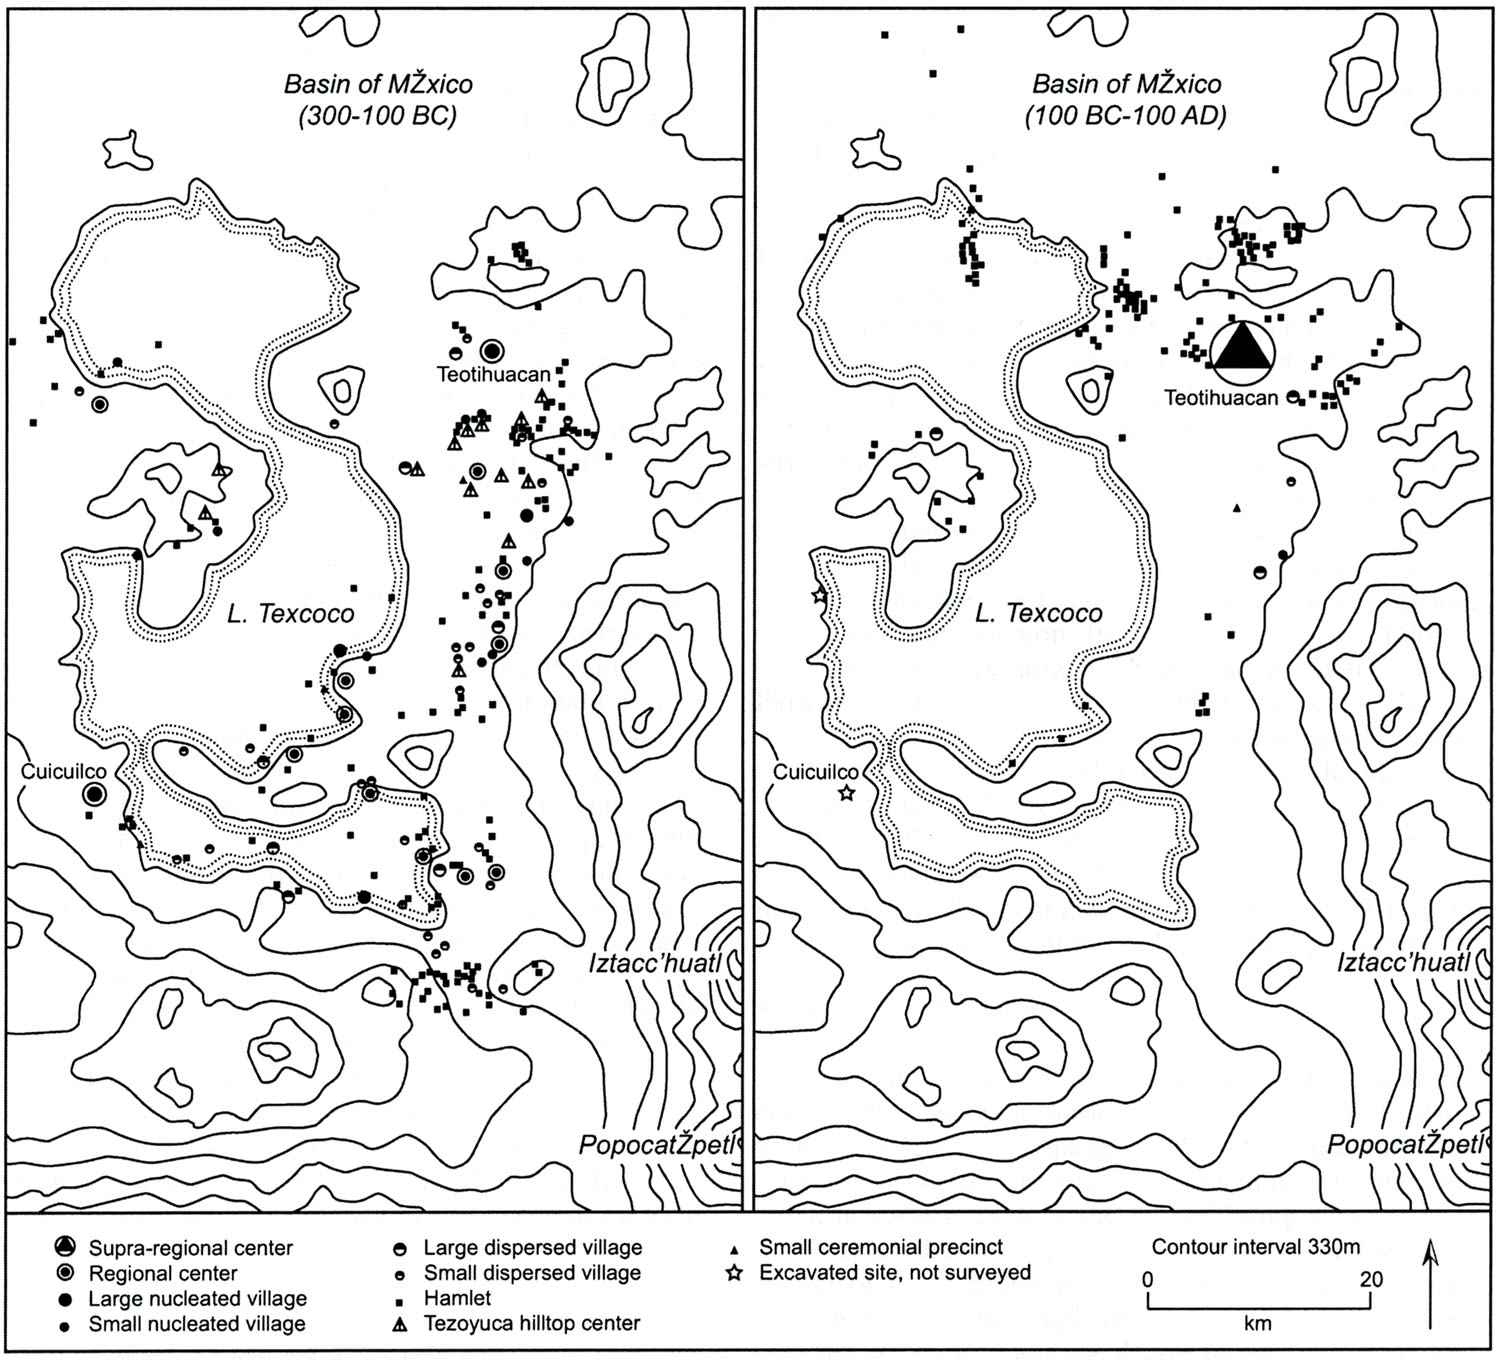 Basin of MŽxico
(300-100 BC)
Teotihuacan
L. Texcoco
Cuicuilco
Iztacc'huatl
PopocatŽpetl
Basin of MŽxico
(100 BC-100 AD)
Teotihuacan
L. Texcoco
Cuicuilco
Iztacc'huatl
PopocatŽpetl
Supra-regional center
Regional center
Large nucleated village
Small nucleated village
Large dispersed village
Small dispersed village
Hamlet
Tezoyuca hilltop center
Small ceremonial precinct
Excavated site, not surveyed
Contour interval 330m
0 20
km